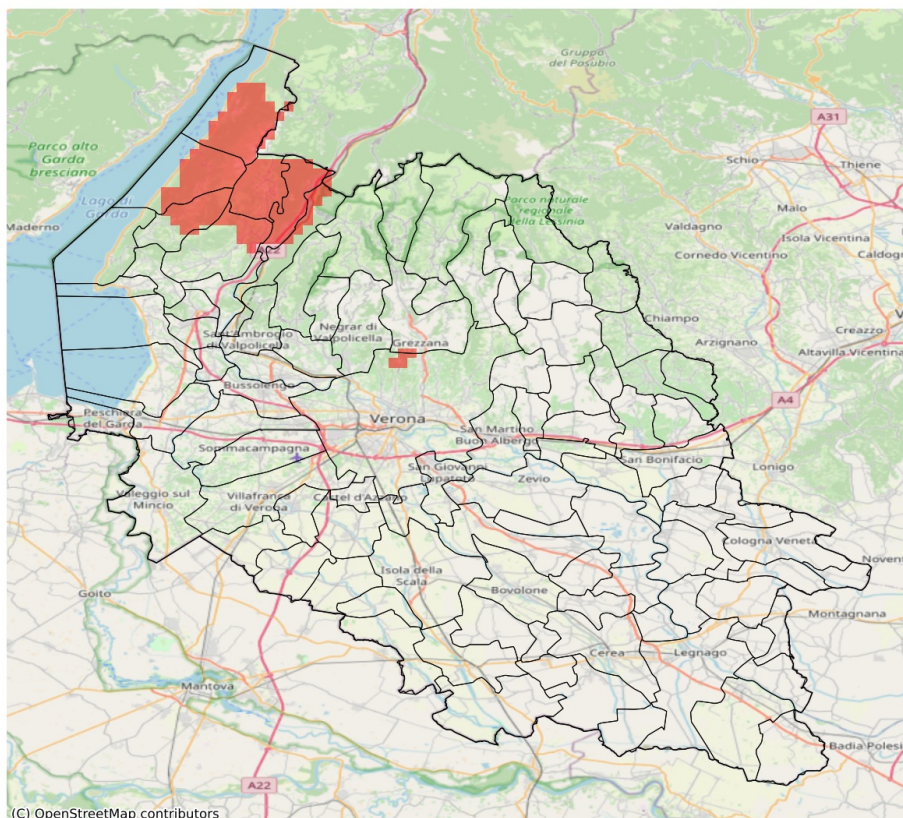 Gruppo
del Pasubio
A31
Parco alto
Garda
bresciano
Schio
Thiene
Lago di
Garda
Malo
Maderno
Parco naturale
regionale
della Lessinia
Valdagno
Isola Vicentina
A22
Cornedo Vicentino
Caldogn
Chiampo
Sant'Ambrogio
di Valpolicella
Negrar di
Valpolicella
Grezzana
Arzignano
Creazzo
Altavilla Vicentina
Bussolengo
A4
Peschiera
del Garda
Verona
San Martino
Buon Albergo
Sommacampagna
San Bonifacio
Lonigo
San Giovanni
Lupatoto
Zevio
Valeggio sul
Mincio
Villafranca
di Verona
Castel d'Azzano
Cologna Veneta
Isola della
Scala
Goito
Bovolone
Montagnana
Cerea
Legnago
Mantova
Badia Polesi
A22
(C) OpenStreetMap contributors